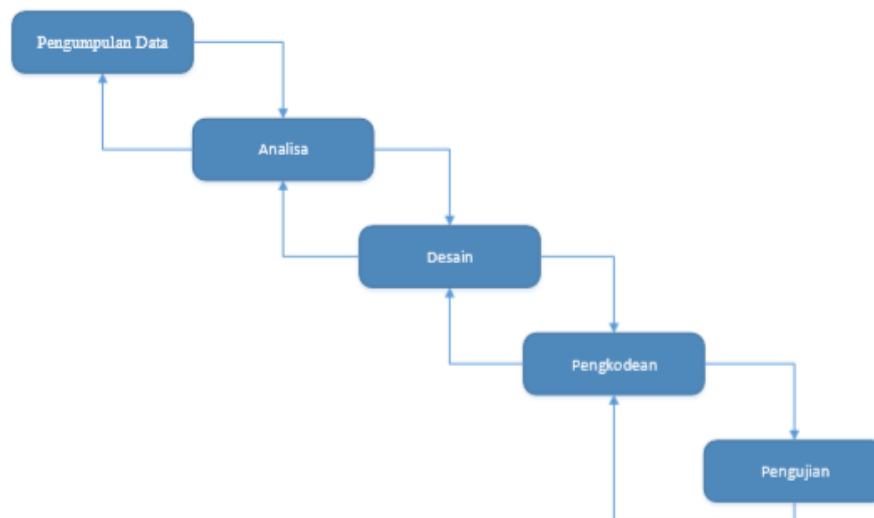 Pengumpulan Data
Analisa
Desain
Pengkodean
Pengujian